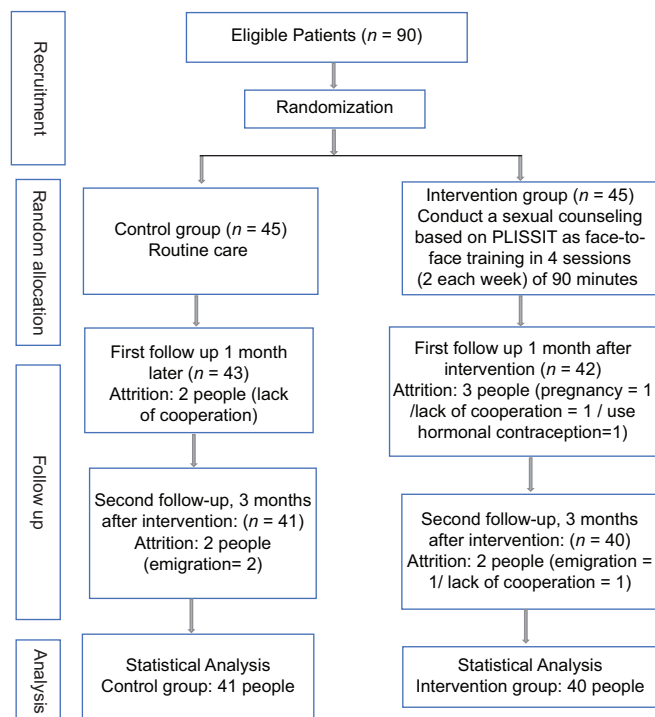 Recruitment
Eligible Patients (n = 90)
Randomization
Random allocation
Control group (n = 45)
Routine care
Intervention group (n = 45)
Conduct a sexual counseling
based on PLISSIT as face-to-
face training in 4 sessions
(2 each week) of 90 minutes
Follow up
First follow up 1 month
later (n = 43)
Attrition: 2 people (lack
of cooperation)
First follow up 1 month after
intervention (n = 42)
Attrition: 3 people (pregnancy = 1
/lack of cooperation = 1 / use
hormonal contraception=1)
Second follow-up, 3 months
after intervention: (n = 41)
Attrition: 2 people
(emigration= 2)
Second follow-up, 3 months
after intervention: (n = 40)
Attrition: 2 people (emigration =
1/ lack of cooperation = 1)
Analysis
Statistical Analysis
Control group: 41 people
Statistical Analysis
Intervention group: 40 people